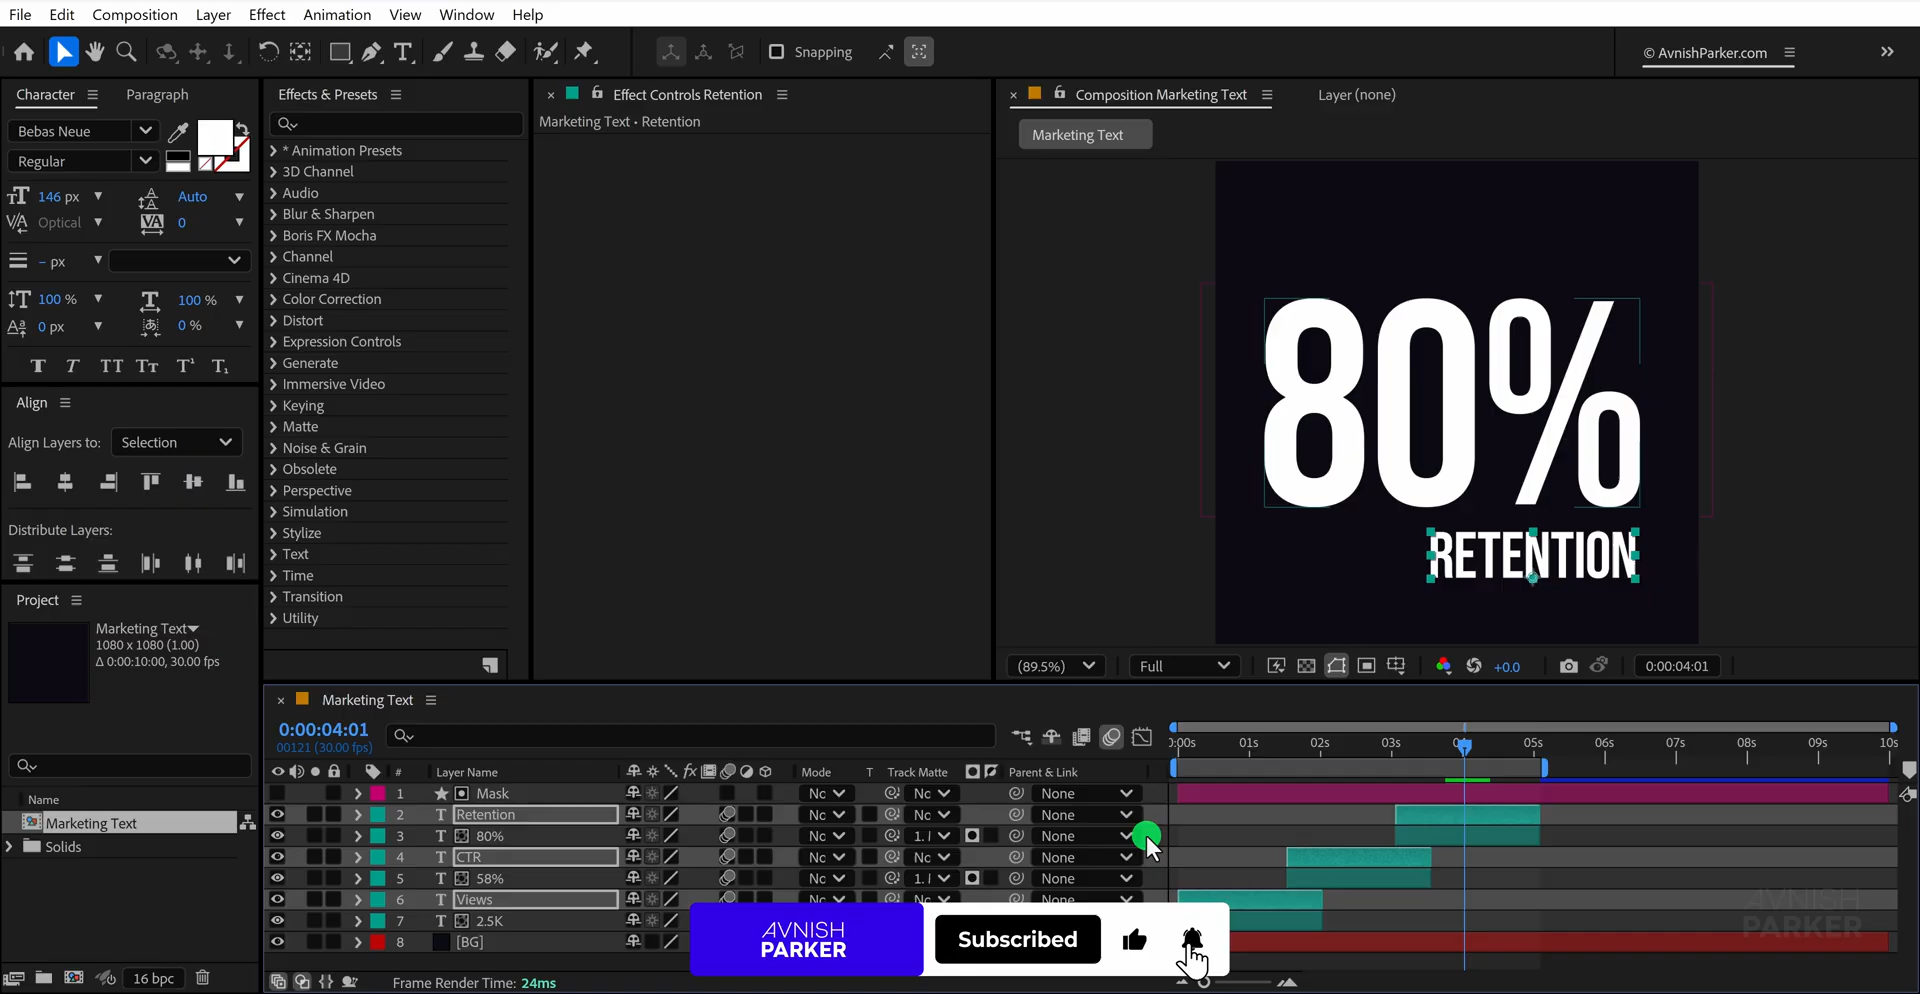 File Edit Composition Layer Effect Animation View Window Help
Snapping
© AvnishParker.com
Character Paragraph
Bebas Neue
Regular
146 px Auto
Optical 0
- px
100 % 100 %
0 px 0 %
Align
Align Layers to: Selection
Distribute Layers:
Project
Marketing Text
1080 x 1080 (1.00)
Δ 0:00:10:00, 30.00 fps
Name
Marketing Text
Solids
16 bpc
Effects & Presets
* Animation Presets
3D Channel
Audio
Blur & Sharpen
Boris FX Mocha
Channel
Cinema 4D
Color Correction
Distort
Expression Controls
Generate
Immersive Video
Keying
Matte
Noise & Grain
Obsolete
Perspective
Simulation
Stylize
Text
Time
Transition
Utility
Effect Controls Retention
Marketing Text • Retention
Composition Marketing Text Layer (none)
Marketing Text
80%
RETENTION
(89.5%) Full +0.0 0:00:04:01
Marketing Text
0:00:04:01
00121 (30.00 fps)
# Layer Name Mode T Track Matte Parent & Link
1 Mask Nc Nc None
2 Retention Nc Nc None
3 80% Nc 1. None
4 CTR Nc Nc None
5 58% Nc 1. None
6 Views Nc Nc None
7 2.5K
8 [BG]
Frame Render Time: 24ms
:00s 01s 02s 03s 05s 06s 07s 08s 09s 10s
AVNISH
PARKER
Subscribed
AVNISH
PARKER